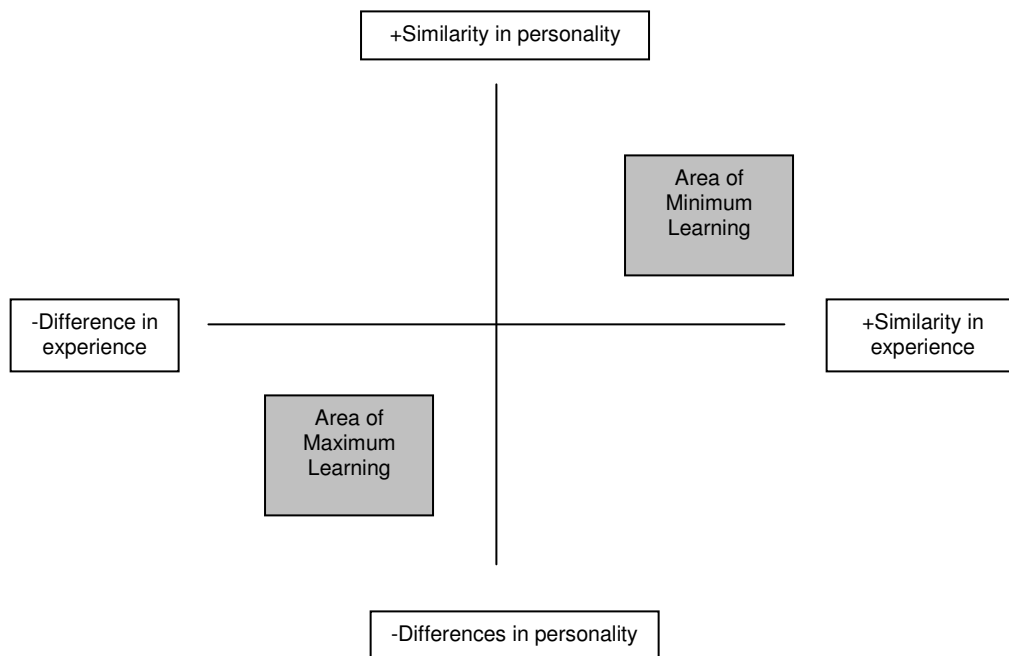 +Similarity in personality
Area of
Minimum
Learning
-Difference in
experience
+Similarity in
experience
Area of
Maximum
Learning
-Differences in personality